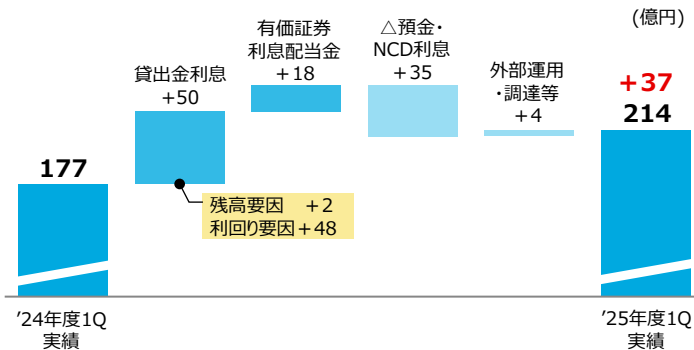 (億円)
177
貸出金利息
+50
残高要因 +2
利回り要因+48
有価証券
利息配当金
+18
△預金・
NCD利息
+35
外部運用
・調達等
+4
+37
214
'24年度1Q
実績
'25年度1Q
実績